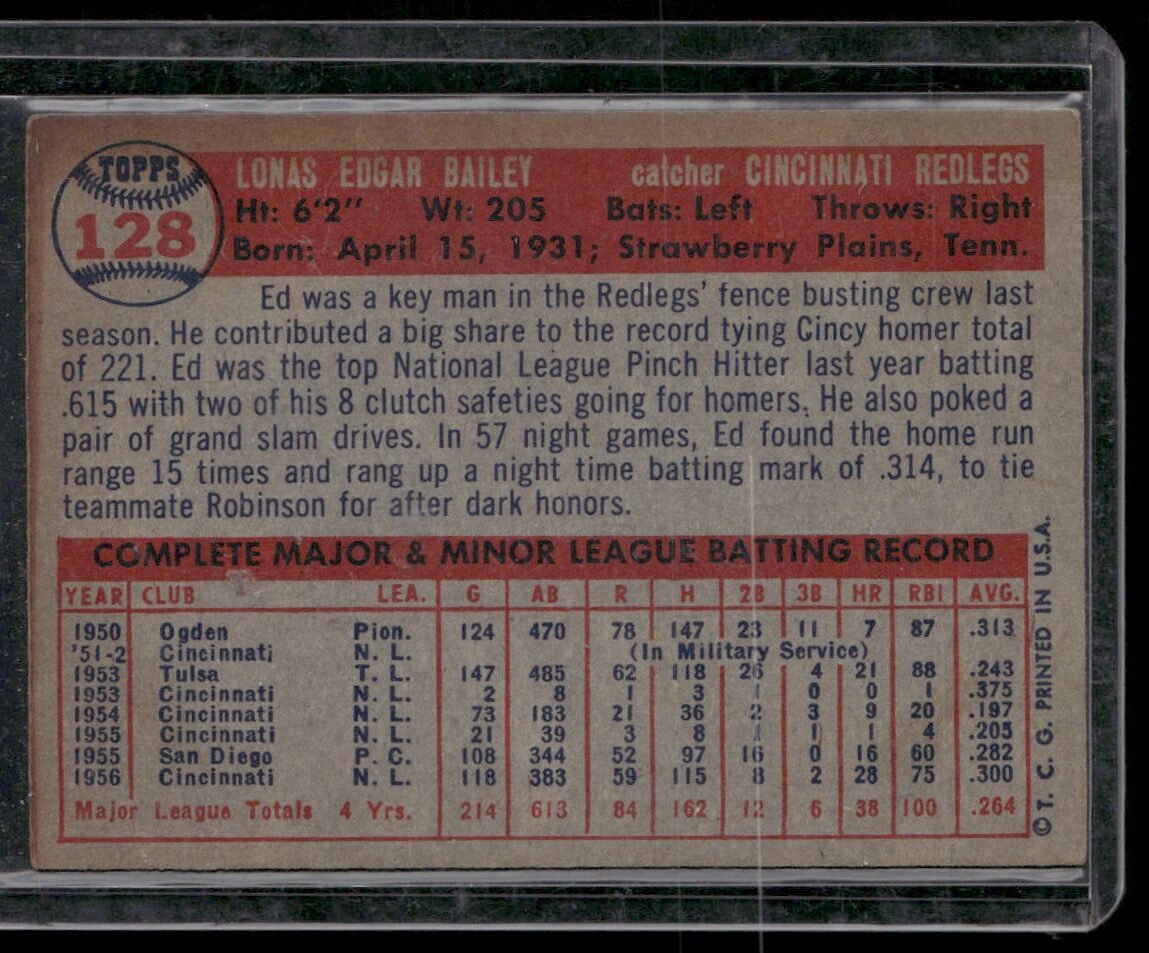 TOPPS
128
LONAS EDGAR BAILEY catcher CINCINNATI REDLEGS
Ht: 6'2" Wt: 205 Bats: Left Throws: Right
Born: April 15, 1931; Strawberry Plains, Tenn.
Ed was a key man in the Redlegs' fence busting crew last
season. He contributed a big share to the record tying Cincy homer total
of 221. Ed was the top National League Pinch Hitter last year batting
.615 with two of his 8 clutch safeties going for homers. He also poked a
pair of grand slam drives. In 57 night games, Ed found the home run
range 15 times and rang up a night time batting mark of .314, to tie
teammate Robinson for after dark honors.
COMPLETE MAJOR & MINOR LEAGUE BATTING RECORD
YEAR CLUB LEA. G AB R H 2B 3B HR RBI AVG.
1950 Ogden Pion. 124 470 78 147 23 11 7 87 .313
'51-2 Cincinnati N. L. (In Military Service)
1953 Tulsa T. L. 147 485 62 118 26 4 21 88 .243
1953 Cincinnati N. L. 2 8 1 3 1 0 0 1 .375
1954 Cincinnati N. L. 73 183 21 36 2 3 9 20 .197
1955 Cincinnati N. L. 21 39 3 8 1 1 1 4 .205
1955 San Diego P. C. 108 344 52 97 16 0 16 60 .282
1956 Cincinnati N. L. 118 383 59 115 8 2 28 75 .300
Major League Totals 4 Yrs. 214 613 84 162 12 6 38 100 .264
©T. C. G. PRINTED IN U.S.A.